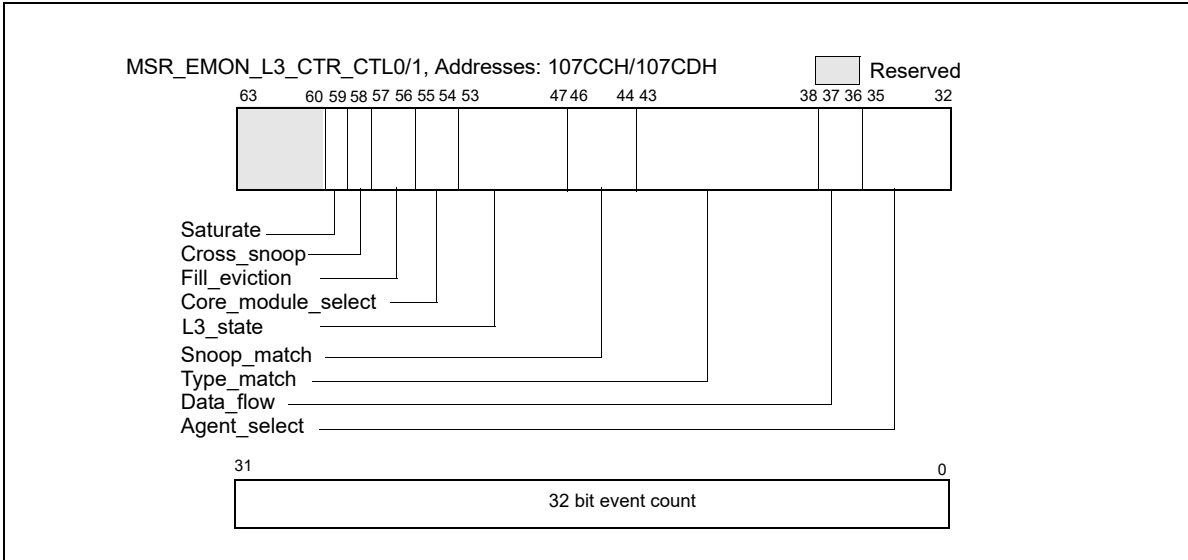 MSR_EMON_L3_CTR_CTL0/1, Addresses: 107CCH/107CDH
Reserved
63 60 59 58 57 56 55 54 53 47 46 44 43 38 37 36 35 32
Saturate
Cross_snoop
Fill_eviction
Core_module_select
L3_state
Snoop_match
Type_match
Data_flow
Agent_select
31 0
32 bit event count